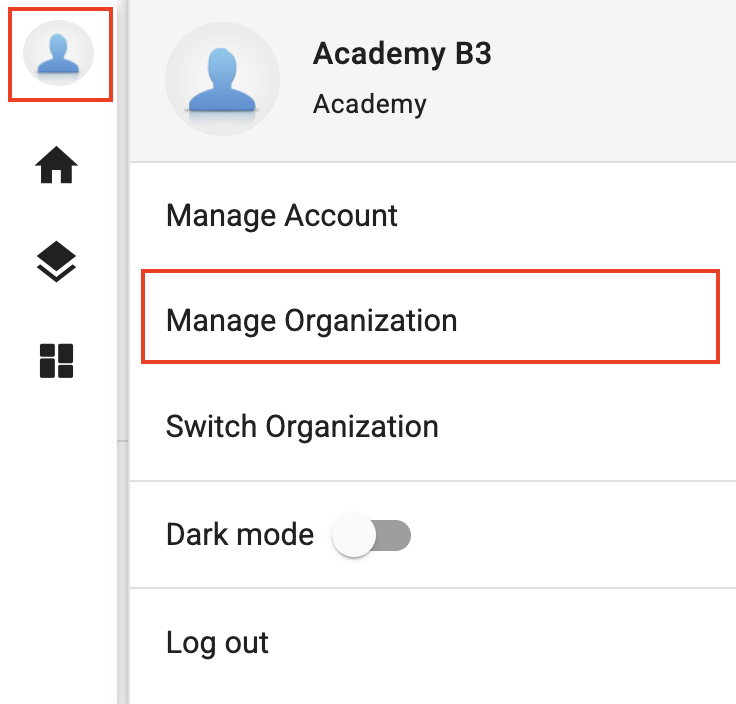 Academy B3
Academy
Manage Account
Manage Organization
Switch Organization
Dark mode
Log out